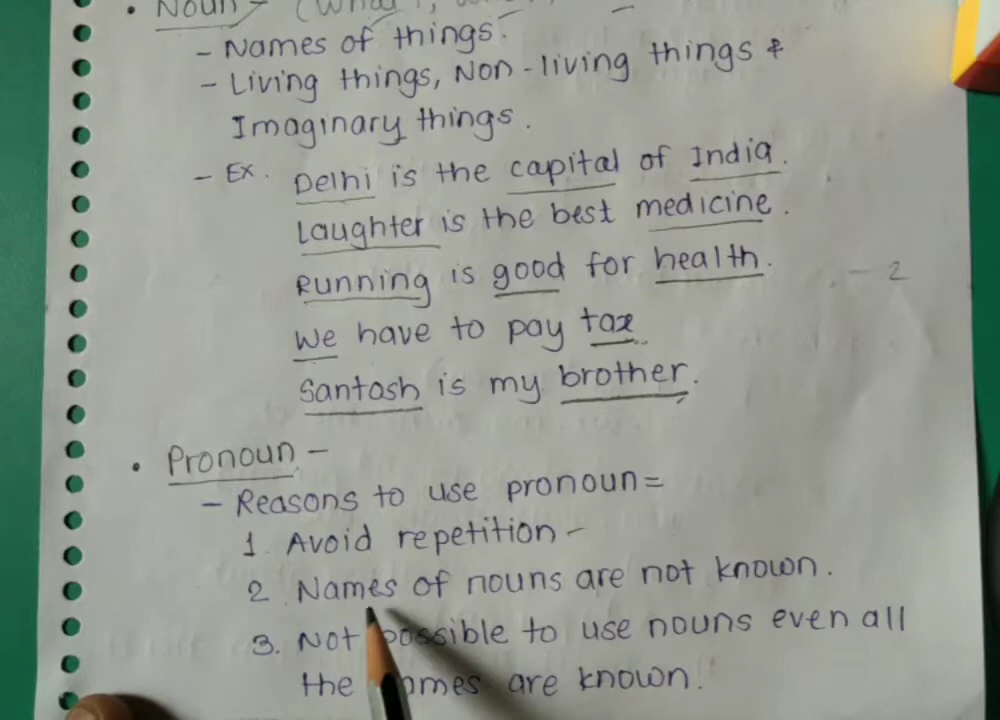 • Noun - (What
- Names of things.
- Living things, Non-living things &
Imaginary things.
- Ex. Delhi is the capital of India.
Laughter is the best medicine.
Running is good for health.
- 2
We have to pay tax
Santosh is my brother.
• Pronoun -
- Reasons to use pronoun=
1. Avoid repetition -
2. Names of nouns are not known.
3. Not possible to use nouns even all
the names are known.